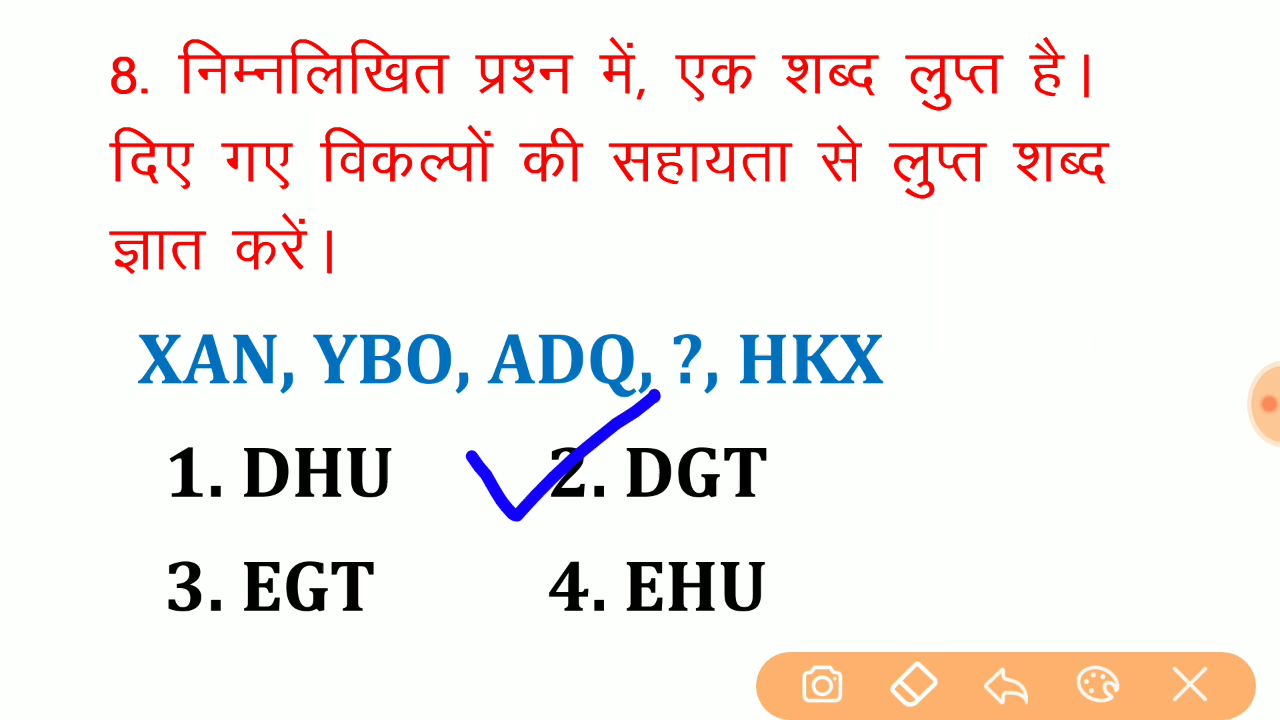 8. निम्नलिखित प्रश्न में, एक शब्द लुप्त है।
दिए गए विकल्पों की सहायता से लुप्त शब्द
ज्ञात करें।
XAN, YBO, ADQ, ?, HKX
1. DHU 2. DGT
3. EGT 4. EHU